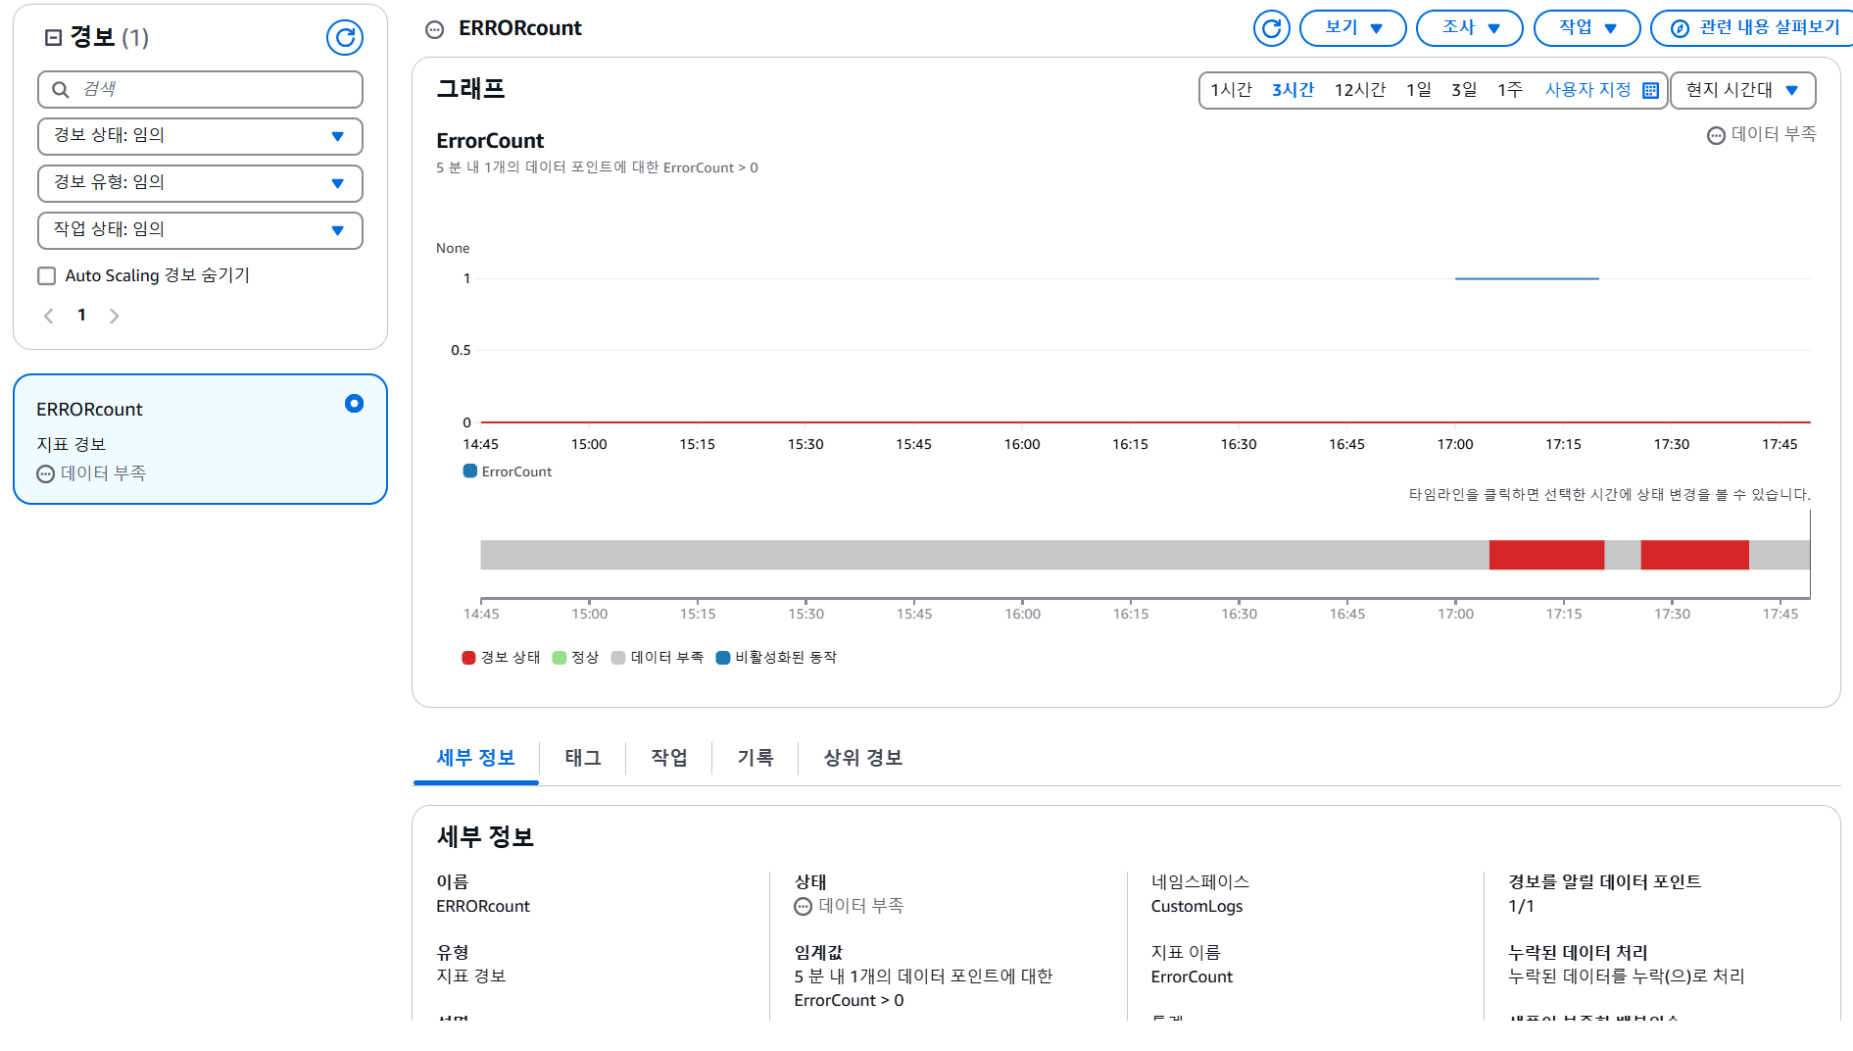 경보 (1)
검색
경보 상태: 임의
경보 유형: 임의
작업 상태: 임의
Auto Scaling 경보 숨기기
1
ERRORcount
지표 경보
데이터 부족
ERRORcount
보기
조사
작업
관련 내용 살펴보기
그래프
1시간 3시간 12시간 1일 3일 1주 사용자 지정
현지 시간대
ErrorCount
데이터 부족
5 분 내 1개의 데이터 포인트에 대한 ErrorCount > 0
None
1
0.5
0
14:45 15:00 15:15 15:30 15:45 16:00 16:15 16:30 16:45 17:00 17:15 17:30 17:45
ErrorCount
타임라인을 클릭하면 선택한 시간에 상태 변경을 볼 수 있습니다.
14:45 15:00 15:15 15:30 15:45 16:00 16:15 16:30 16:45 17:00 17:15 17:30 17:45
경보 상태 정상 데이터 부족 비활성화된 동작
세부 정보 태그 작업 기록 상위 경보
세부 정보
이름
ERRORcount
유형
지표 경보
상태
데이터 부족
임계값
5 분 내 1개의 데이터 포인트에 대한
ErrorCount > 0
네임스페이스
CustomLogs
지표 이름
ErrorCount
경보를 알릴 데이터 포인트
1/1
누락된 데이터 처리
누락된 데이터를 누락(으)로 처리